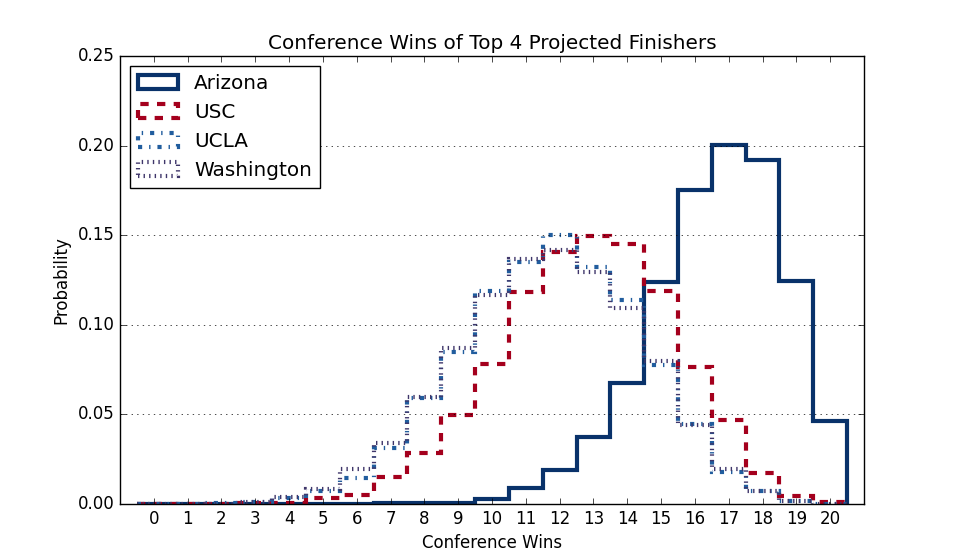 Conference Wins of Top 4 Projected Finishers
0.25
Arizona
USC
UCLA
Washington
0.20
0.15
0.10
0.05
0.00
Probability
0 1 2 3 4 5 6 7 8 9 10 11 12 13 14 15 16 17 18 19 20
Conference Wins